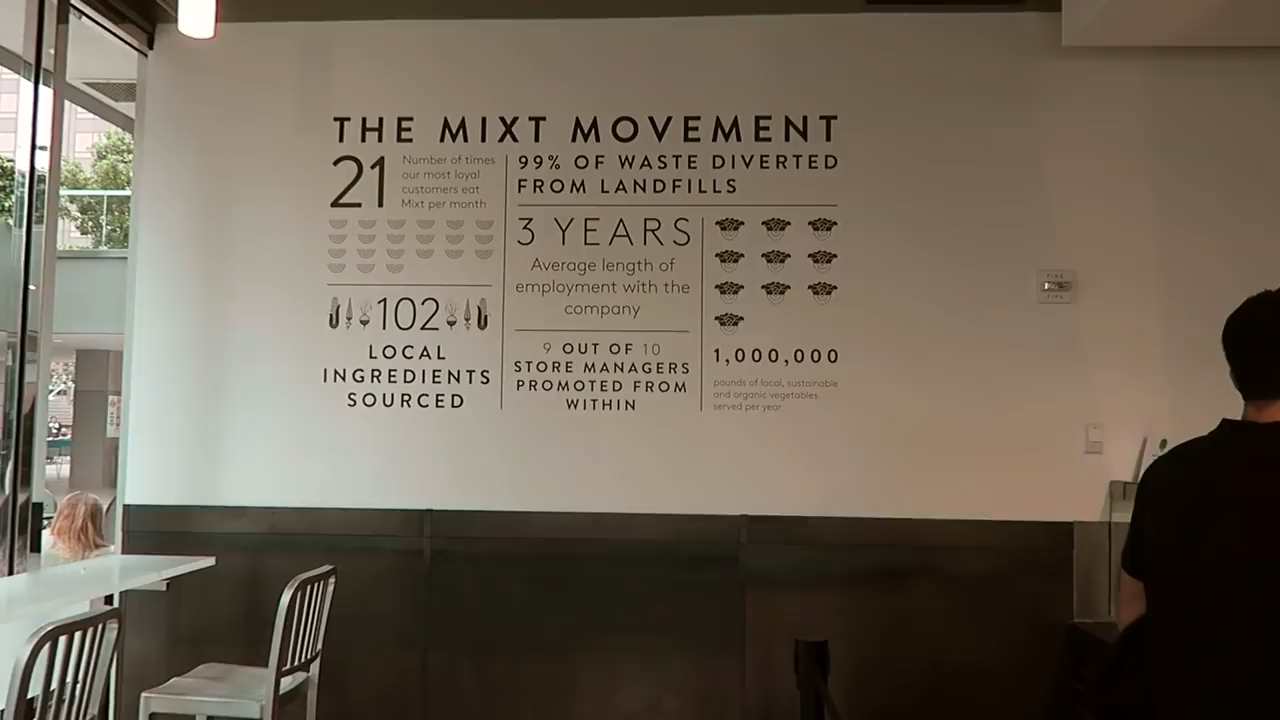 THE MIXT MOVEMENT
21
Number of times
our most loyal
customers eat
Mixt per month
102
LOCAL
INGREDIENTS
SOURCED
99% OF WASTE DIVERTED
FROM LANDFILLS
3 YEARS
Average length of
employment with the
company
9 OUT OF 10
STORE MANAGERS
PROMOTED FROM
WITHIN
1,000,000
pounds of local, sustainable
and organic vegetables
served per year
FIRE
FIRE